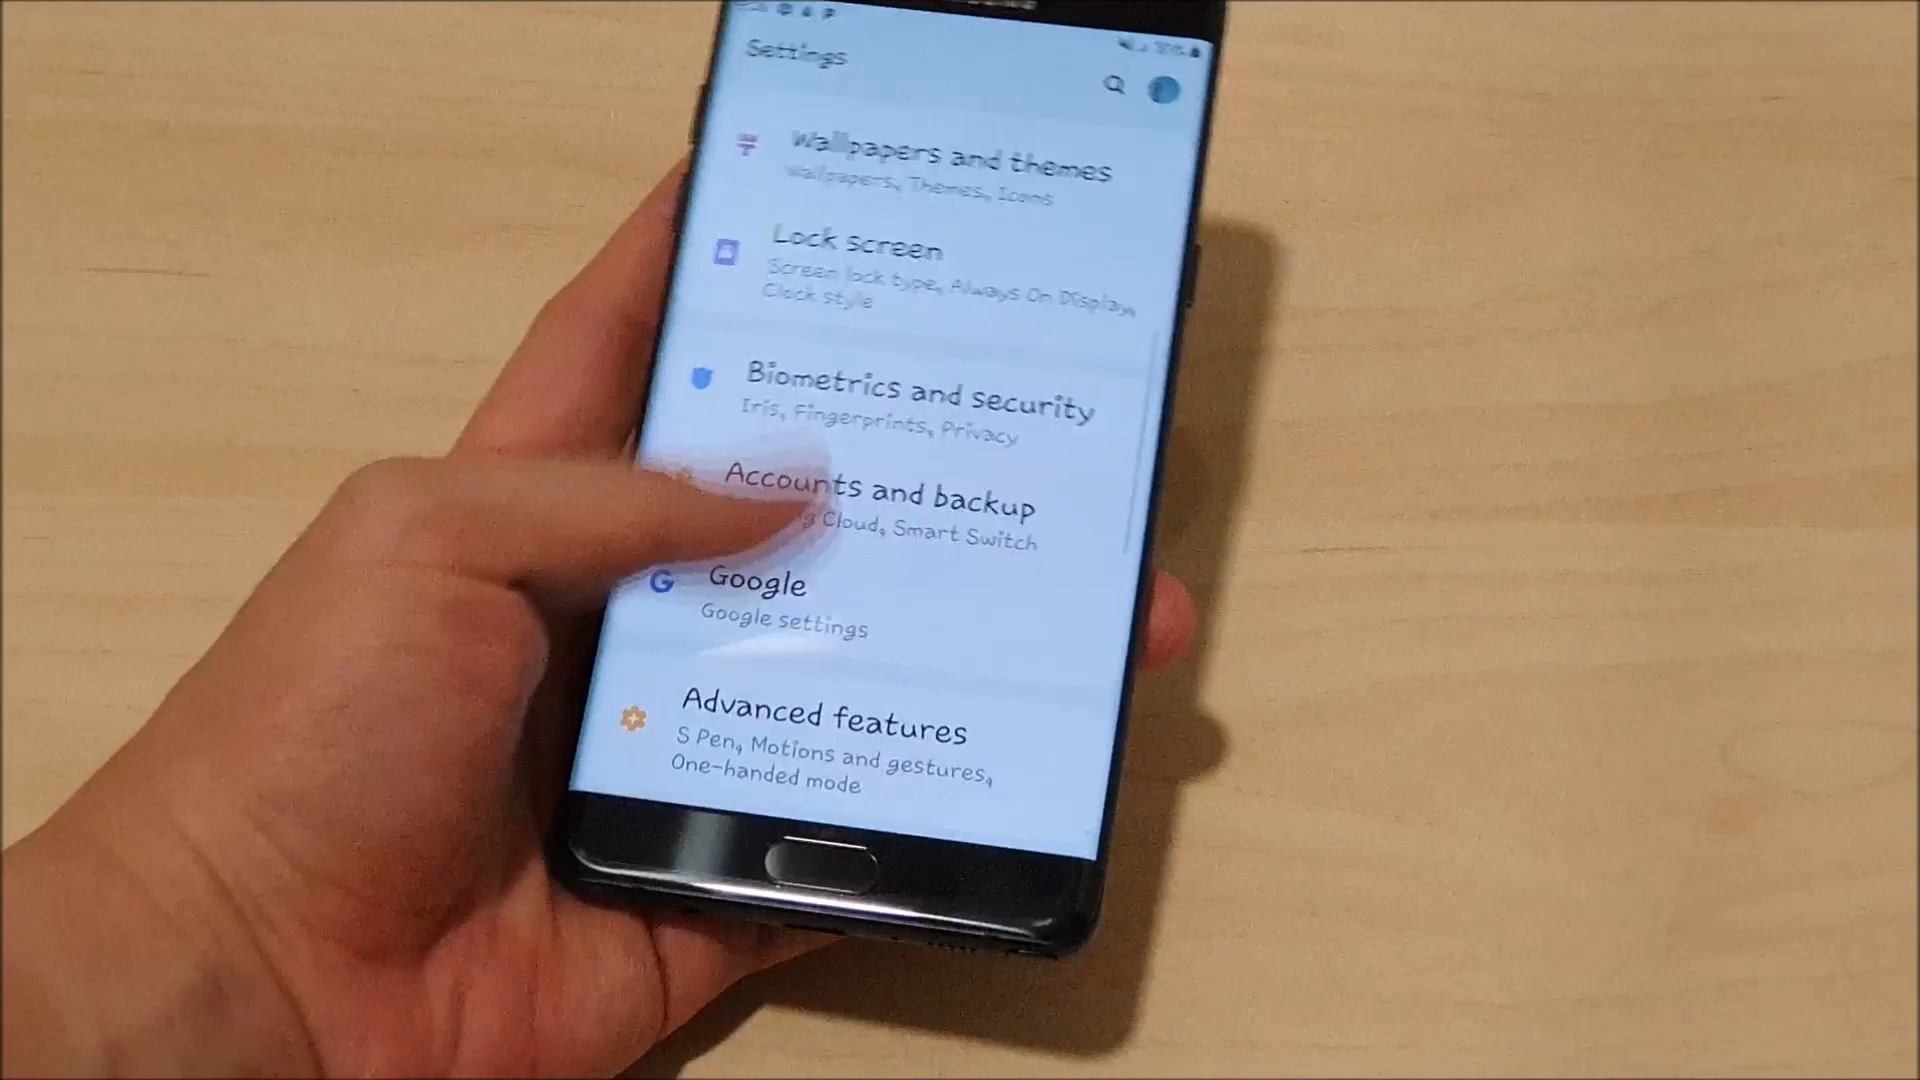 Settings
Wallpapers and themes
Wallpapers, Themes, Icons
Lock screen
Screen lock type, Always On Display,
Clock style
Biometrics and security
Iris, Fingerprints, Privacy
Accounts and backup
Cloud, Smart Switch
G
Google
Google settings
Advanced features
S Pen, Motions and gestures,
One-handed mode